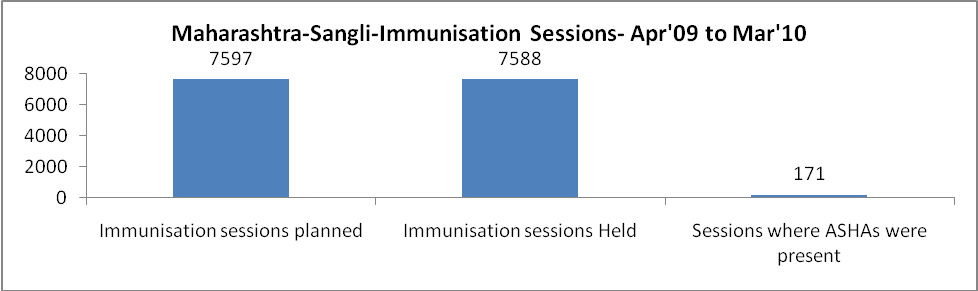 Maharashtra-Sangli-Immunisation Sessions- Apr'09 to Mar'10
7597
7588
171
8000
6000
4000
2000
0
Immunisation sessions planned
Immunisation sessions Held
Sessions where ASHAs were
present